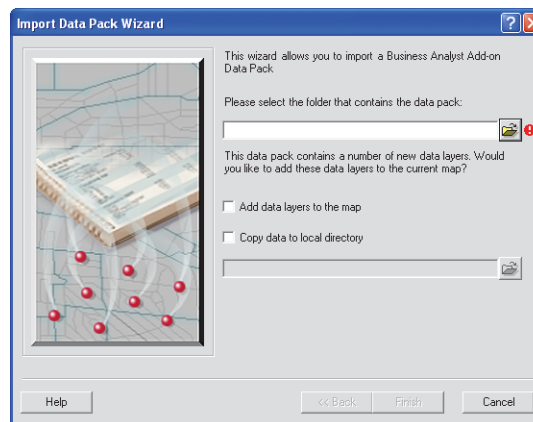 Import Data Pack Wizard
This wizard allows you to import a Business Analyst Add-on
Data Pack
Please select the folder that contains the data pack:
This data pack contains a number of new data layers. Would
you like to add these data layers to the current map?
Add data layers to the map
Copy data to local directory
Help
<< Back
Finish
Cancel